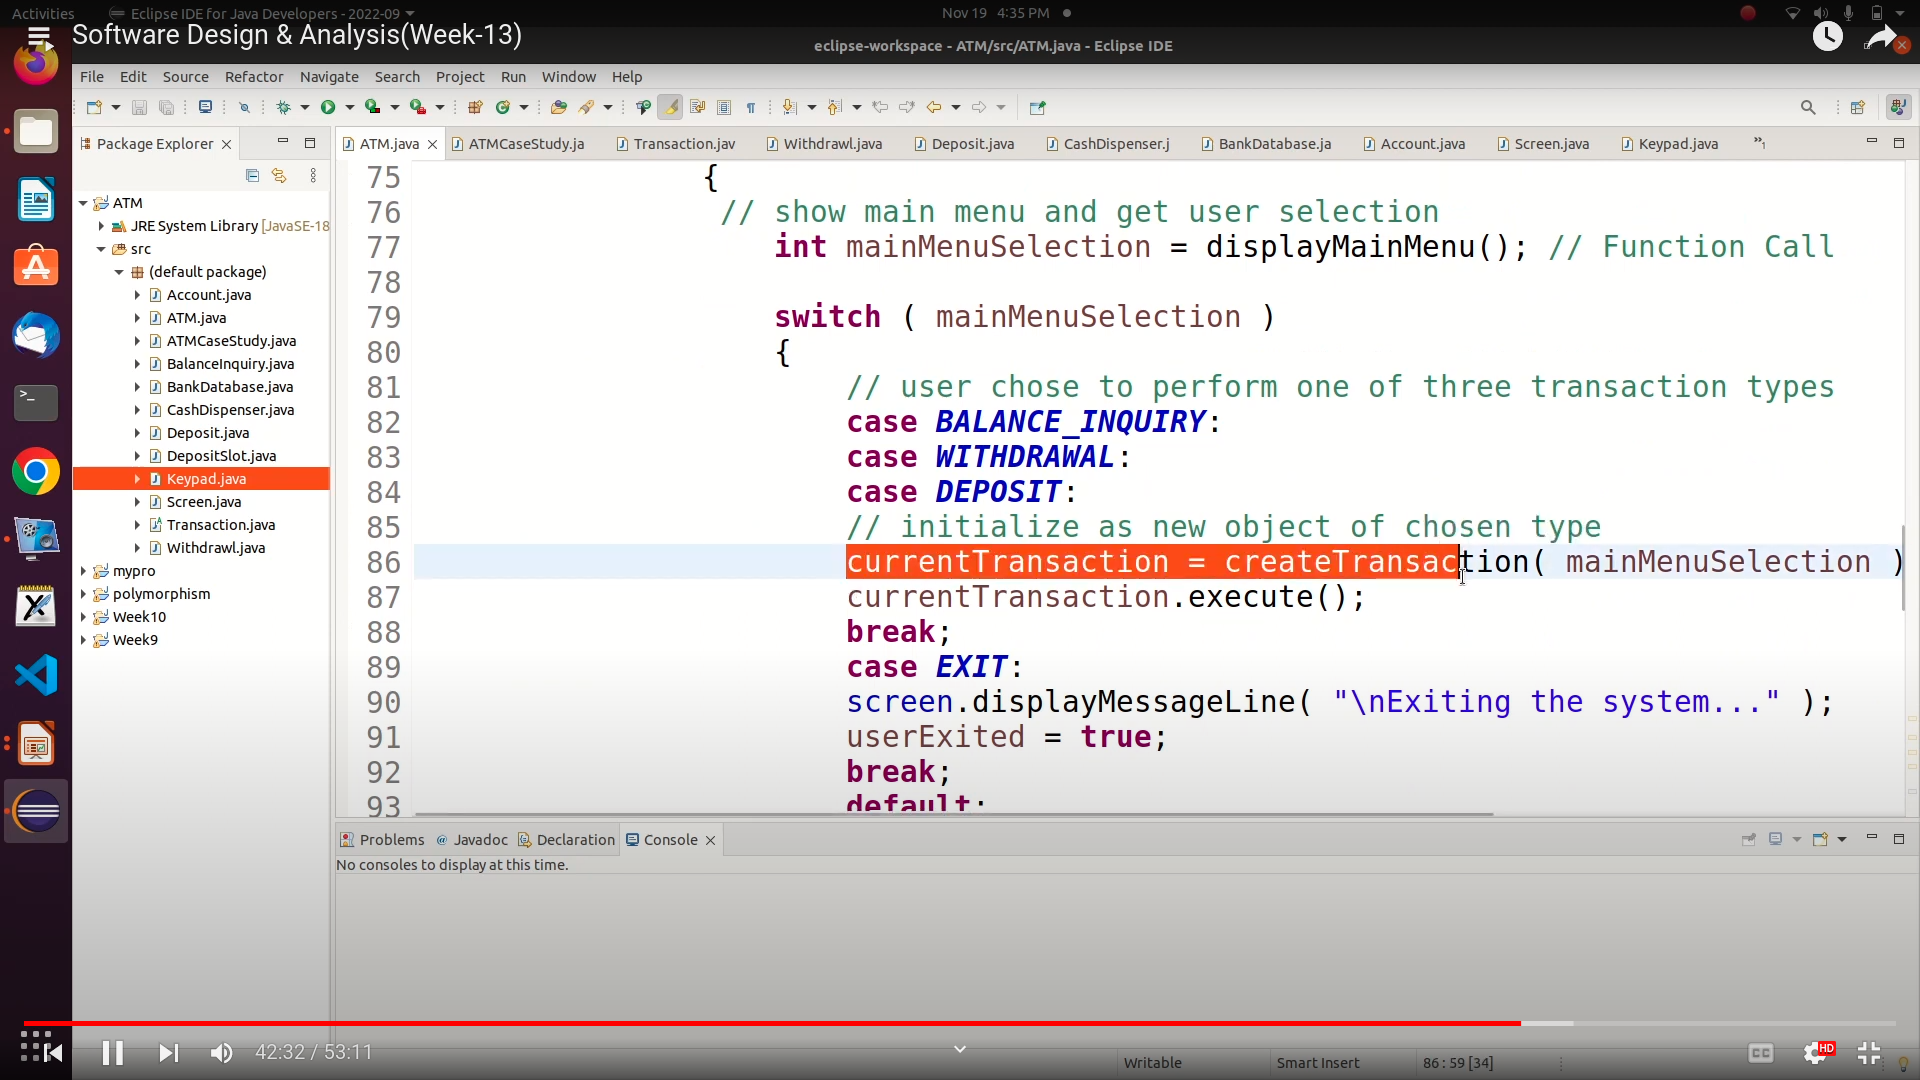 Activities Eclipse IDE for Java Developers - 2022-09 Nov 19 4:35 PM
Software Design & Analysis(Week-13)
eclipse-workspace - ATM/src/ATM.java - Eclipse IDE
File Edit Source Refactor Navigate Search Project Run Window Help
Package Explorer
ATM.java ATMCaseStudy.ja Transaction.jav Withdrawl.java Deposit.java CashDispenser.j BankDatabase.ja Account.java Screen.java Keypad.java
ATM
JRE System Library [JavaSE-18
src
(default package)
Account.java
ATM.java
ATMCaseStudy.java
BalanceInquiry.java
BankDatabase.java
CashDispenser.java
Deposit.java
DepositSlot.java
Keypad.java
Screen.java
Transaction.java
Withdrawl.java
mypro
polymorphism
Week10
Week9
75 {
76 // show main menu and get user selection
77 int mainMenuSelection = displayMainMenu(); // Function Call
78
79 switch ( mainMenuSelection )
80 {
81 // user chose to perform one of three transaction types
82 case BALANCE_INQUIRY:
83 case WITHDRAWAL:
84 case DEPOSIT:
85 // initialize as new object of chosen type
86 currentTransaction = createTransaction( mainMenuSelection )
87 currentTransaction.execute();
88 break;
89 case EXIT:
90 screen.displayMessageLine( "\nExiting the system..." );
91 userExited = true;
92 break;
93 default:
Problems Javadoc Declaration Console
No consoles to display at this time.
42:32 / 53:11
CC HD
Writable Smart Insert 86 : 59 [34]